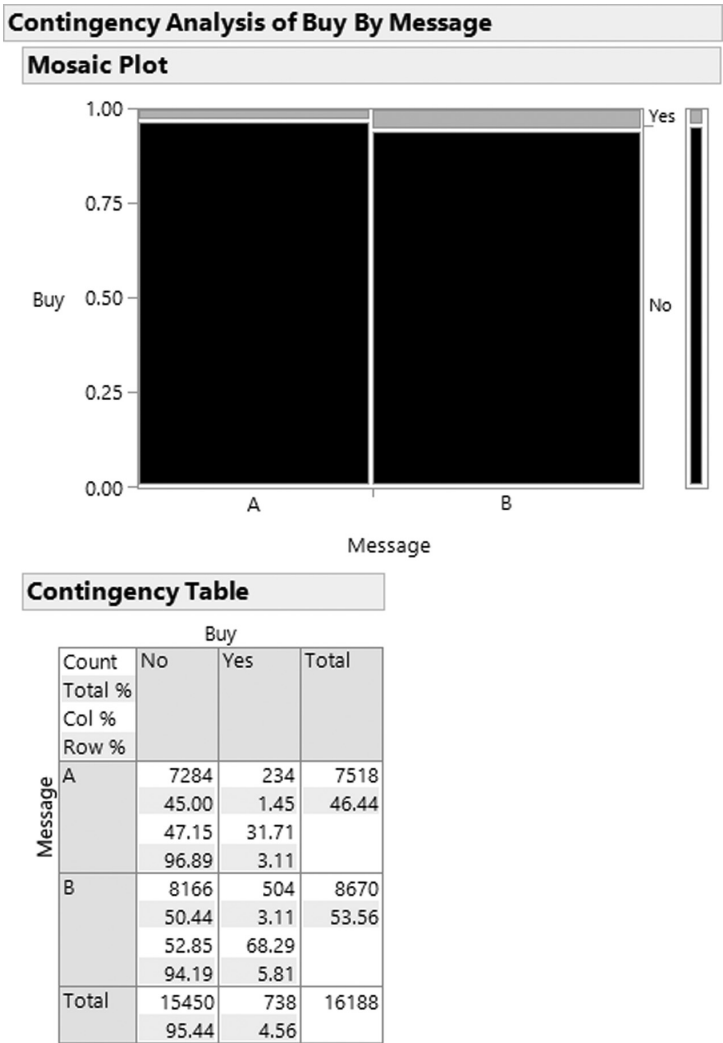 Contingency Analysis of Buy By Message
Mosaic Plot
1.00
0.75
0.50
0.25
0.00
Buy
Yes
No
A B
Message
Contingency Table
Buy
Count No Yes Total
Total %
Col %
Row %
Message
A 7284 234 7518
45.00 1.45 46.44
47.15 31.71
96.89 3.11
B 8166 504 8670
50.44 3.11 53.56
52.85 68.29
94.19 5.81
Total 15450 738 16188
95.44 4.56